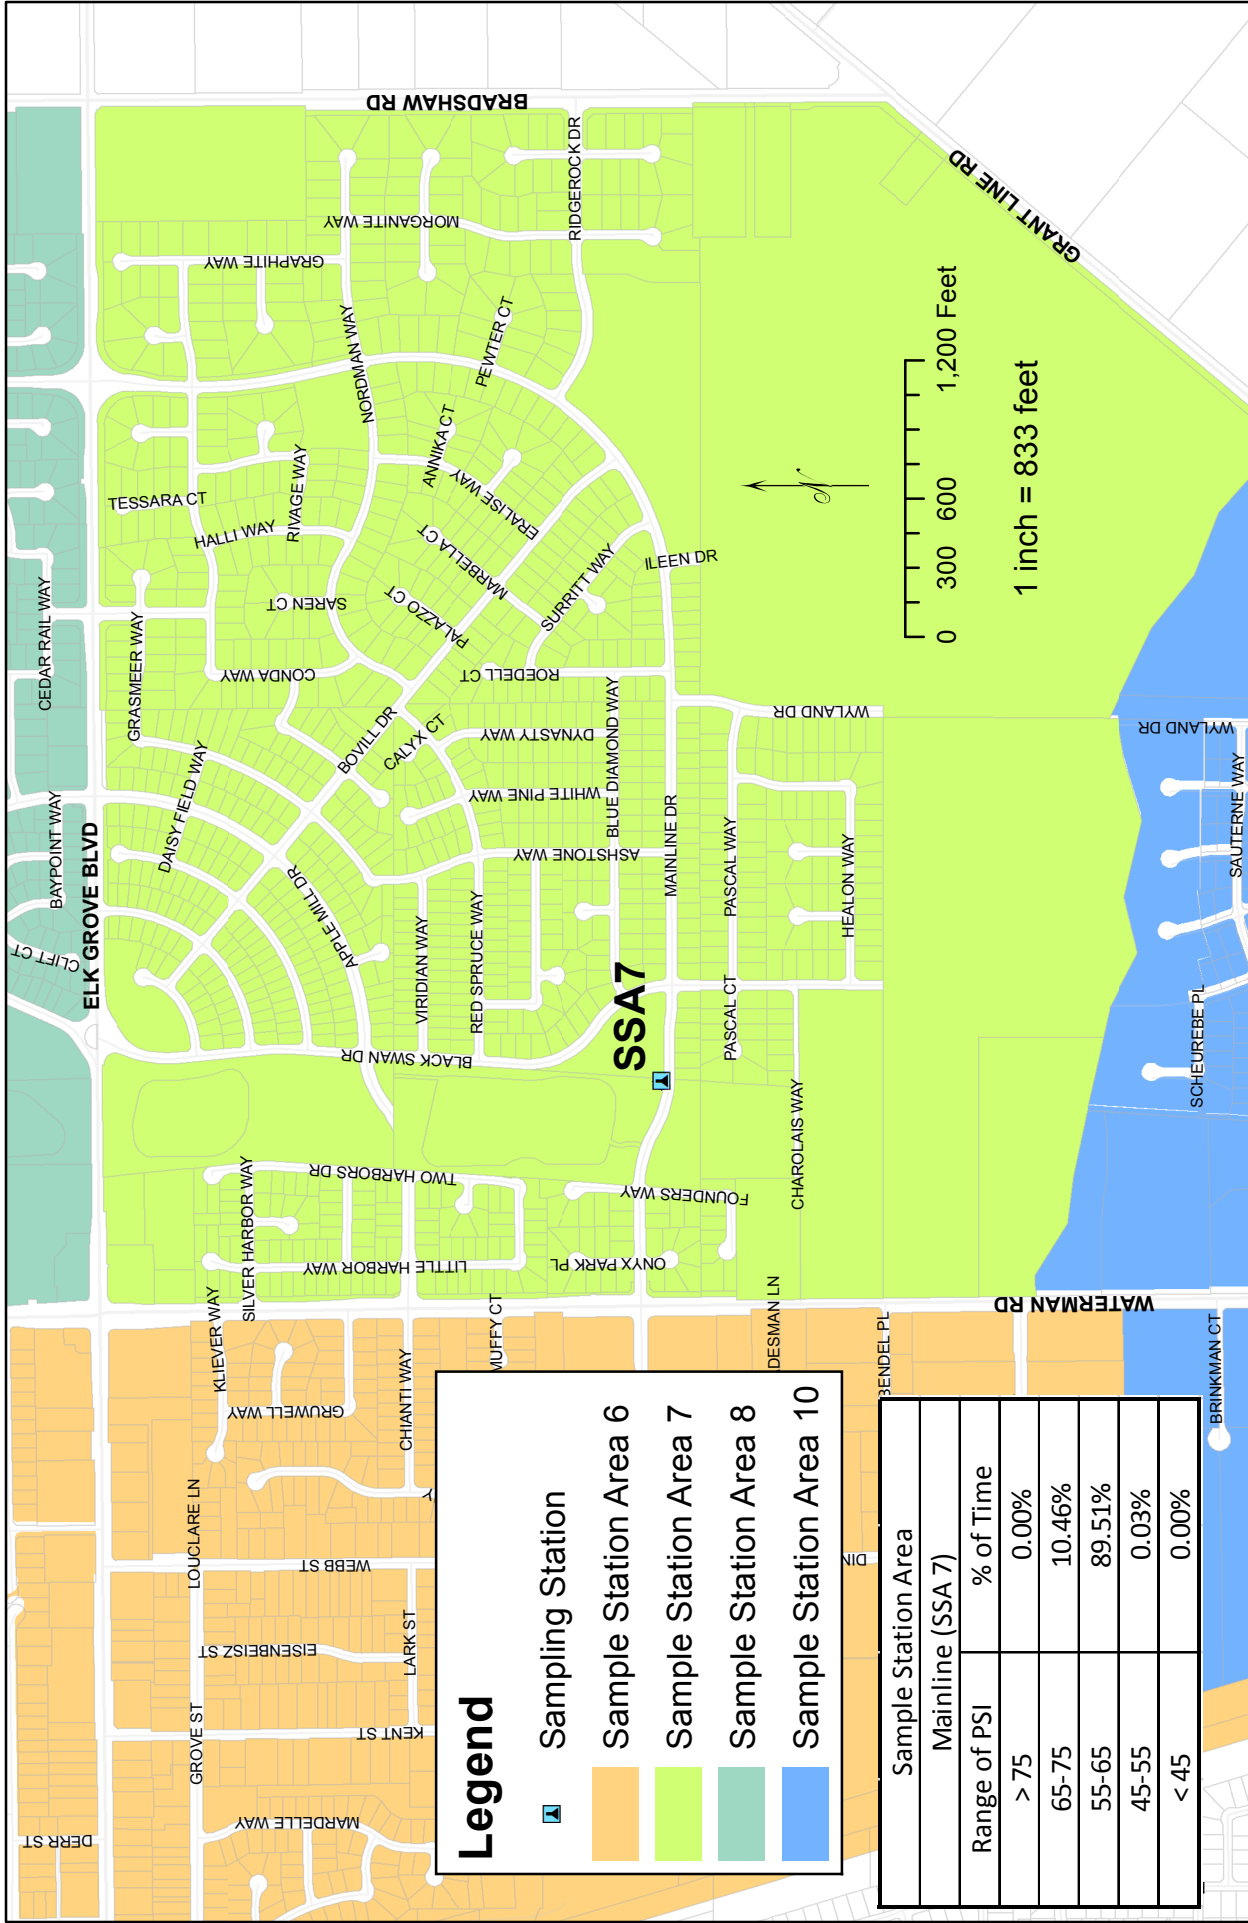 DERR ST
GROVE ST
MARDELLE WAY
KENT ST
EISENBEISZ ST
LARK ST
WEBB ST
LOUCLARE LN
GRUWELL WAY
KLIEVER WAY
CHIANTI WAY
MUFFY CT
ADESMAN LN
BENDEL PL
DIN
Y
BRINKMAN CT
WATERMAN RD
SILVER HARBOR WAY
LITTLE HARBOR WAY
TWO HARBORS DR
ONYX PARK PL
FOUNDERS WAY
CHAROLAIS WAY
CLIFT CT
BAYPOINT WAY
CEDAR RAIL WAY
ELK GROVE BLVD
BLACK SWAN DR
DAISY FIELD WAY
GRASMEER WAY
APPLE MILL DR
BOVILL DR
CALYX CT
VIRIDIAN WAY
RED SPRUCE WAY
WHITE PINE WAY
DYNASTY WAY
ASHSTONE WAY
BLUE DIAMOND WAY
MAINLINE DR
SSA7
PASCAL CT
PASCAL WAY
HEALON WAY
WYLAND DR
WYLAND DR
SAUTERNE WAY
SCHEUREBE PL
CONDA WAY
SAREN CT
HALLI WAY
TESSARA CT
RIVAGE WAY
NORDMAN WAY
PALAZZO CT
MARBELLA CT
ERALISE WAY
ANNIKA CT
SURRITT WAY
ROEDELL CT
ILEEN DR
PEWTER CT
GRAPHITE WAY
MORGANITE WAY
RIDGEROCK DR
BRADSHAW RD
GRANT LINE RD
N
0 300 600 1,200 Feet
1 inch = 833 feet
Legend
Y Sampling Station
Sample Station Area 6
Sample Station Area 7
Sample Station Area 8
Sample Station Area 10
Sample Station Area
Mainline (SSA 7)
Range of PSI % of Time
> 75 0.00%
65-75 10.46%
55-65 89.51%
45-55 0.03%
< 45 0.00%
Y